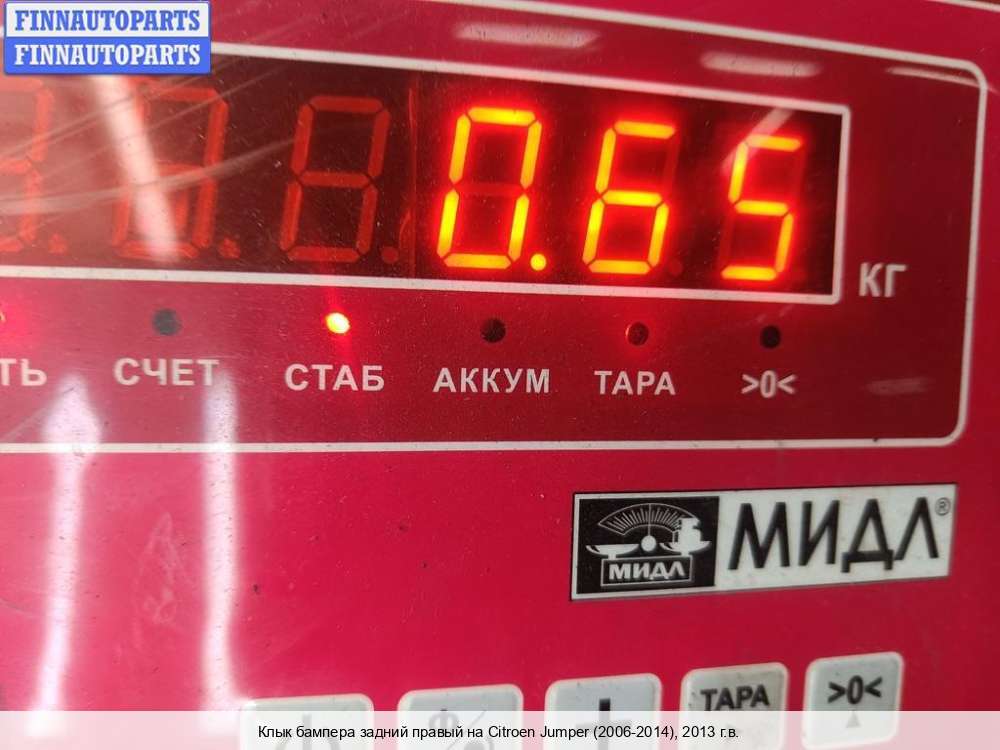 FINNAUTOPARTS
FINNAUTOPARTS
0.65
КГ
СЧЕТ СТАБ АККУМ ТАРА >0<
МИДЛ МИДЛ®
ТАРА >0<
Клык бампера задний правый на Citroen Jumper (2006-2014), 2013 г.в.